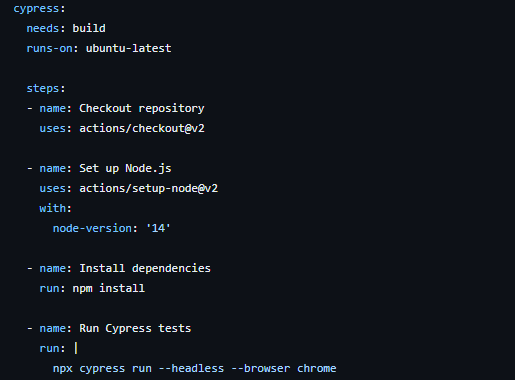 cypress:
needs: build
runs-on: ubuntu-latest
steps:
- name: Checkout repository
uses: actions/checkout@v2
- name: Set up Node.js
uses: actions/setup-node@v2
with:
node-version: '14'
- name: Install dependencies
run: npm install
- name: Run Cypress tests
run: |
npx cypress run --headless --browser chrome